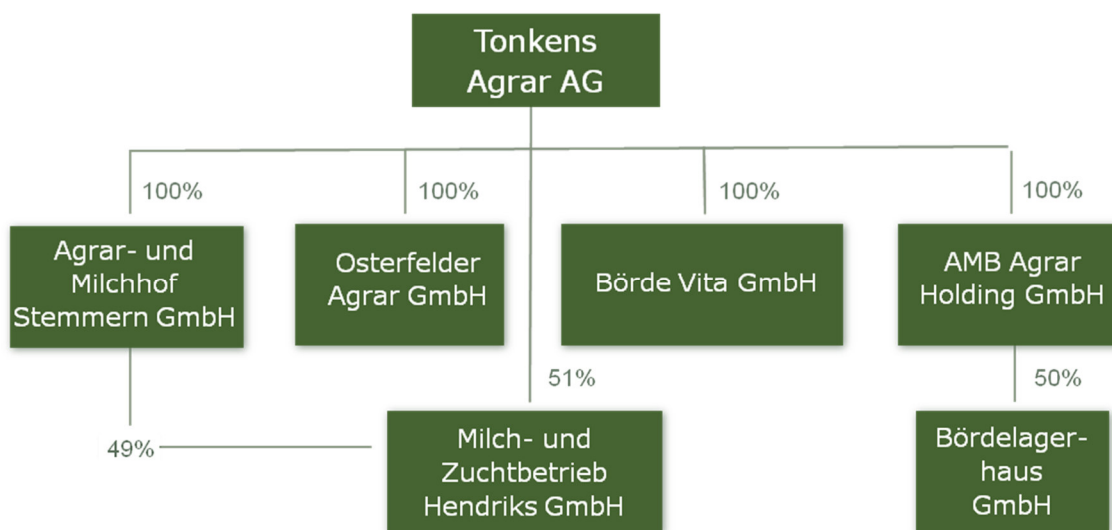 Tonkens
Agrar AG
100%
100%
100%
100%
Agrar- und
Milchhof
Stemmern GmbH
Osterfelder
Agrar GmbH
Börde Vita GmbH
AMB Agrar
Holding GmbH
51%
50%
49%
Milch- und
Zuchtbetrieb
Hendriks GmbH
Bördelager-
haus
GmbH